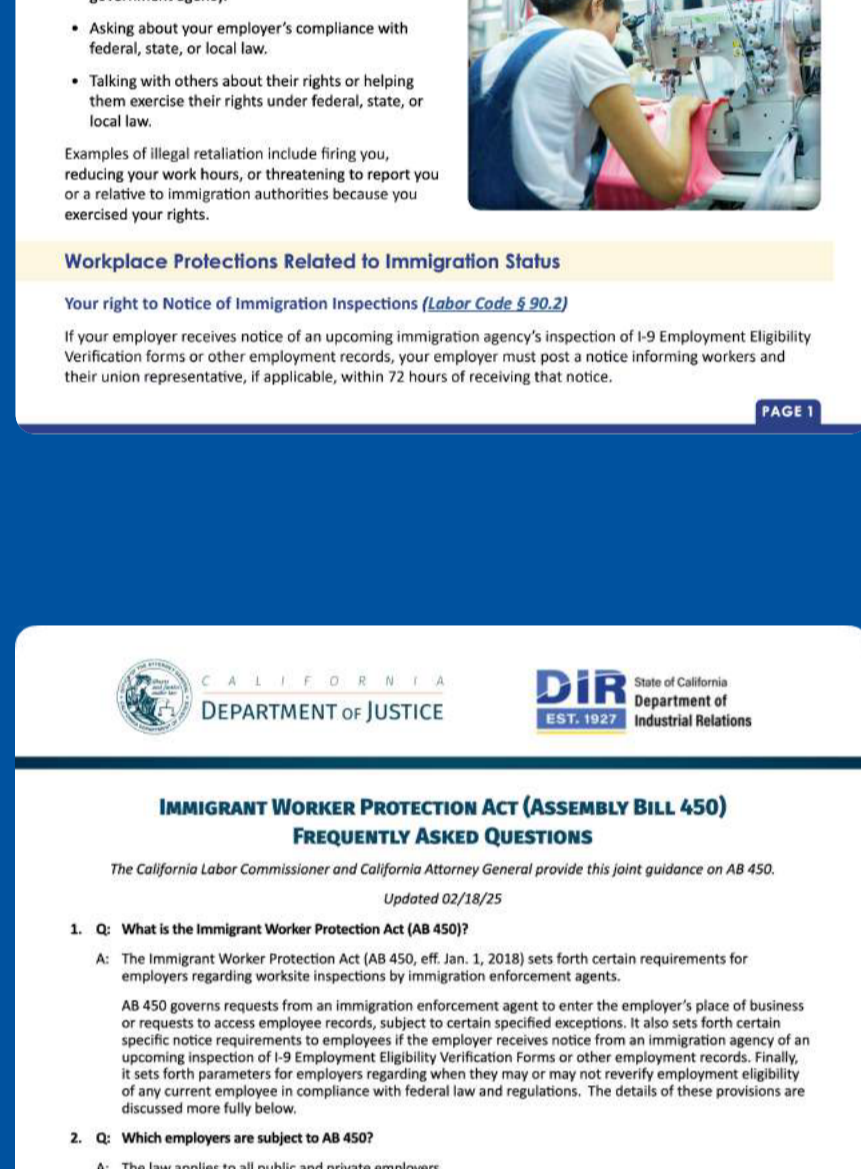 • Asking about your employer's compliance with
federal, state, or local law.
• Talking with others about their rights or helping
them exercise their rights under federal, state, or
local law.
Examples of illegal retaliation include firing you,
reducing your work hours, or threatening to report you
or a relative to immigration authorities because you
exercised your rights.
Workplace Protections Related to Immigration Status
Your right to Notice of Immigration Inspections (Labor Code § 90.2)
If your employer receives notice of an upcoming immigration agency's inspection of I-9 Employment Eligibility
Verification forms or other employment records, your employer must post a notice informing workers and
their union representative, if applicable, within 72 hours of receiving that notice.
PAGE 1
CALIFORNIA
DEPARTMENT OF JUSTICE
DIR
EST. 1927
State of California
Department of
Industrial Relations
IMMIGRANT WORKER PROTECTION ACT (ASSEMBLY BILL 450)
FREQUENTLY ASKED QUESTIONS
The California Labor Commissioner and California Attorney General provide this joint guidance on AB 450.
Updated 02/18/25
1. Q: What is the Immigrant Worker Protection Act (AB 450)?
A: The Immigrant Worker Protection Act (AB 450, eff. Jan. 1, 2018) sets forth certain requirements for
employers regarding worksite inspections by immigration enforcement agents.
AB 450 governs requests from an immigration enforcement agent to enter the employer's place of business
or requests to access employee records, subject to certain specified exceptions. It also sets forth certain
specific notice requirements to employees if the employer receives notice from an immigration agency of an
upcoming inspection of I-9 Employment Eligibility Verification Forms or other employment records. Finally,
it sets forth parameters for employers regarding when they may or may not reverify employment eligibility
of any current employee in compliance with federal law and regulations. The details of these provisions are
discussed more fully below.
2. Q: Which employers are subject to AB 450?
A: The law applies to all public and private employers.